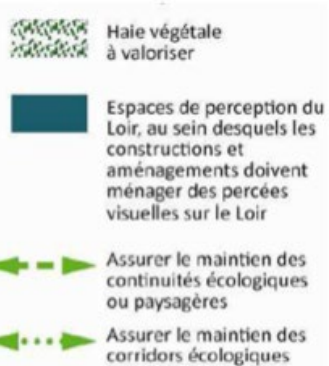 Haie végétale
à valoriser
Espaces de perception du
Loir, au sein desquels les
constructions et
aménagements doivent
ménager des percées
visuelles sur le Loir
Assurer le maintien des
continuités écologiques
ou paysagères
Assurer le maintien des
corridors écologiques